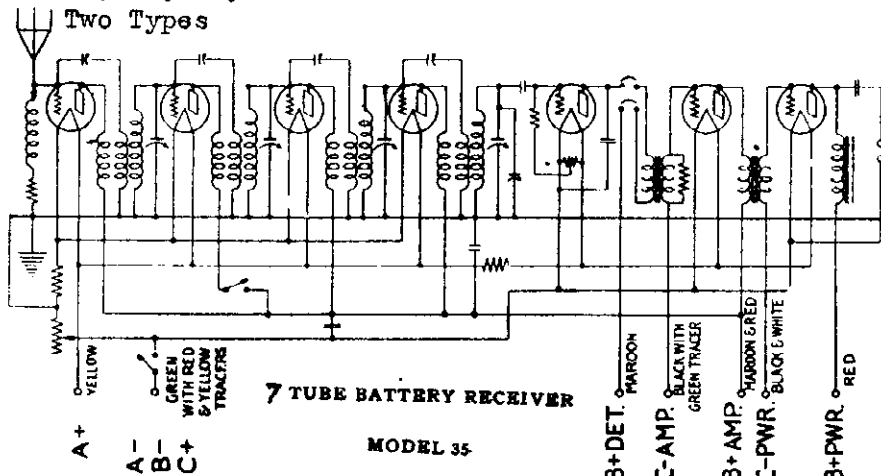 Two Types
7 TUBE BATTERY RECEIVER
MODEL 35
A+
YELLOW
A-
B-
C+
GREEN
WITH RED
& YELLOW
TRACERS
B+DET.
MAROON
C-AMP.
BLACK WITH
GREEN TRACER
B+AMP.
MAROON & RED
C-PWR.
BLACK & WHITE
B+PWR.
RED